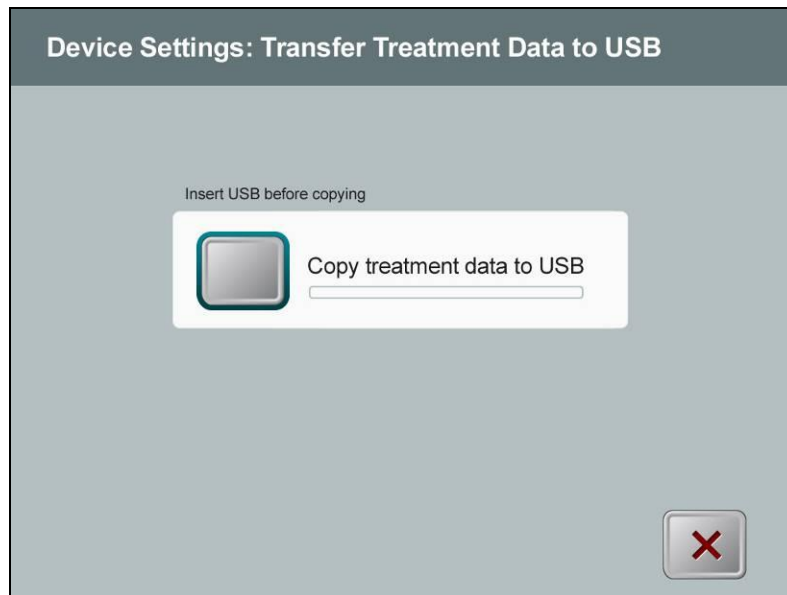 Device Settings: Transfer Treatment Data to USB
Insert USB before copying
Copy treatment data to USB